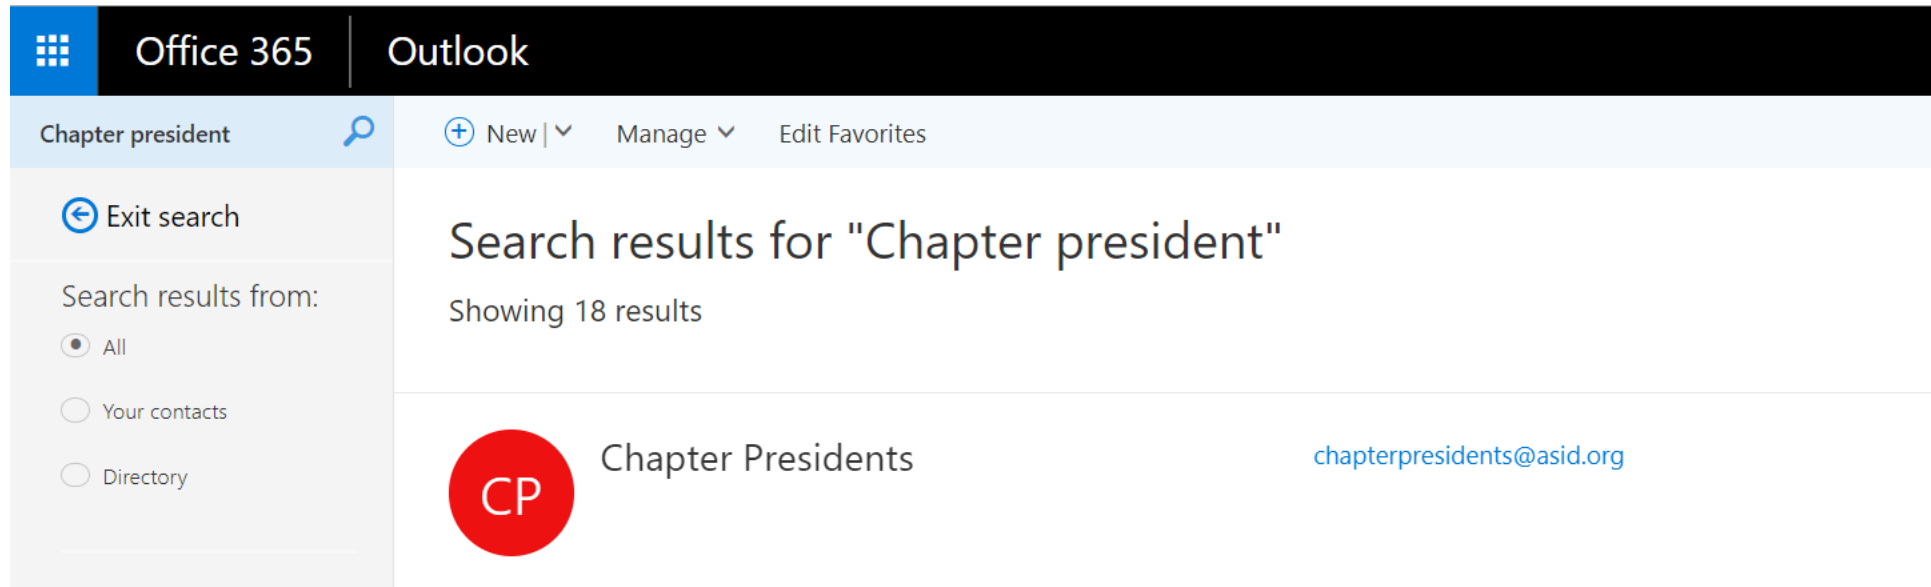 Office 365 Outlook
Chapter president
New | Manage Edit Favorites
Exit search
Search results from:
All
Your contacts
Directory
Search results for "Chapter president"
Showing 18 results
CP
Chapter Presidents
chapterpresidents@asid.org